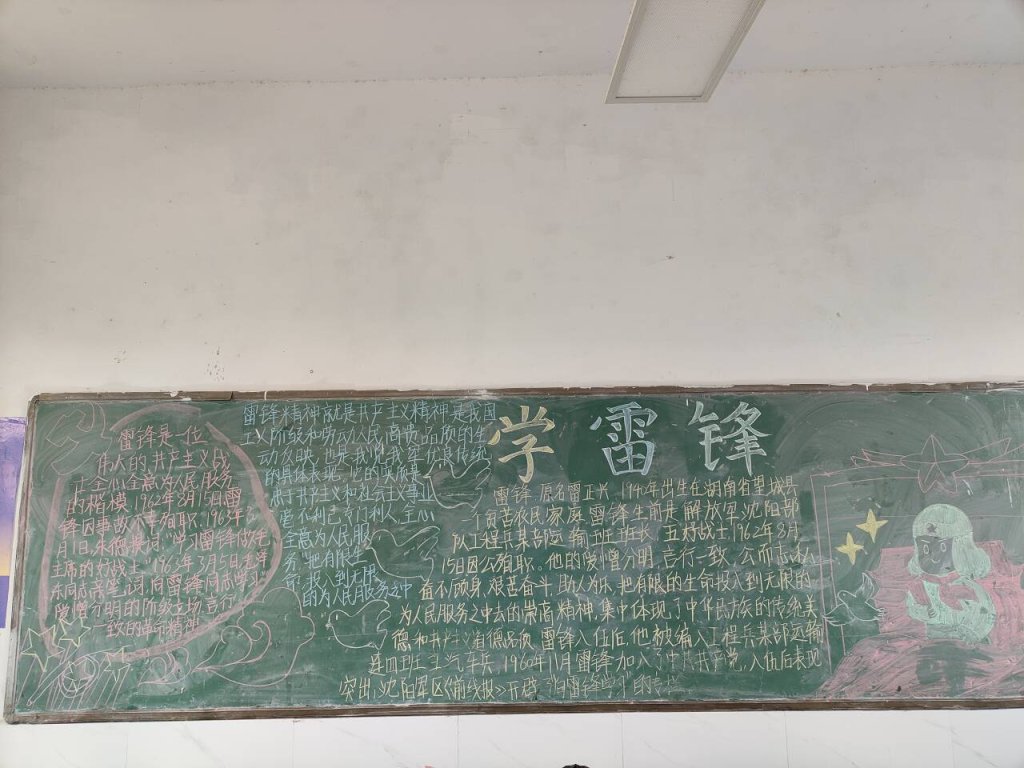 学雷锋
雷锋是一位
伟人的共产主义战
士全心全意为人民服务
的楷模,1962年8月15日雷
锋因事故不幸殉职,1963年3
月1日,朱德教词,"学习雷锋做毛
主席的好战士,1963年3月5日毛泽
东同志亲笔词,向雷锋同志学习
爱憎分明的阶级立场言行一
致的革命精神
雷锋精神就是共产主义精神是我国
主义阶级和劳动人民,高贵品质的生
动反映,也是我党我军优良传统
的具体表现,它的实质是
忠于共产主义和社会主义事业
毫不利己专门利人,全心
全意为人民服
务,把有限生
命投入到无限
的为人民服务之中
雷锋,原名雷正兴,1940年出生在湖南省望城县
一个贫苦农民家庭,雷锋生前是解放军沈阳部
队工程兵某部运输班班长,五好战士,1962年8月
15日因公殉职。他的爱憎分明,言行一致,公而忘私,
奋不顾身,艰苦奋斗,助人为乐,把有限的生命投入到无限的
为人民服务之中去的崇高精神,集中体现了中华民族的传统美
德和共产主义道德品质,雷锋入伍后,他被编入工程兵某部运输
连四班当汽车兵,1960年11月雷锋加入了中共共产党,入伍后表现
突出,沈阳军区《前线报》开辟了"向雷锋学习"的专栏